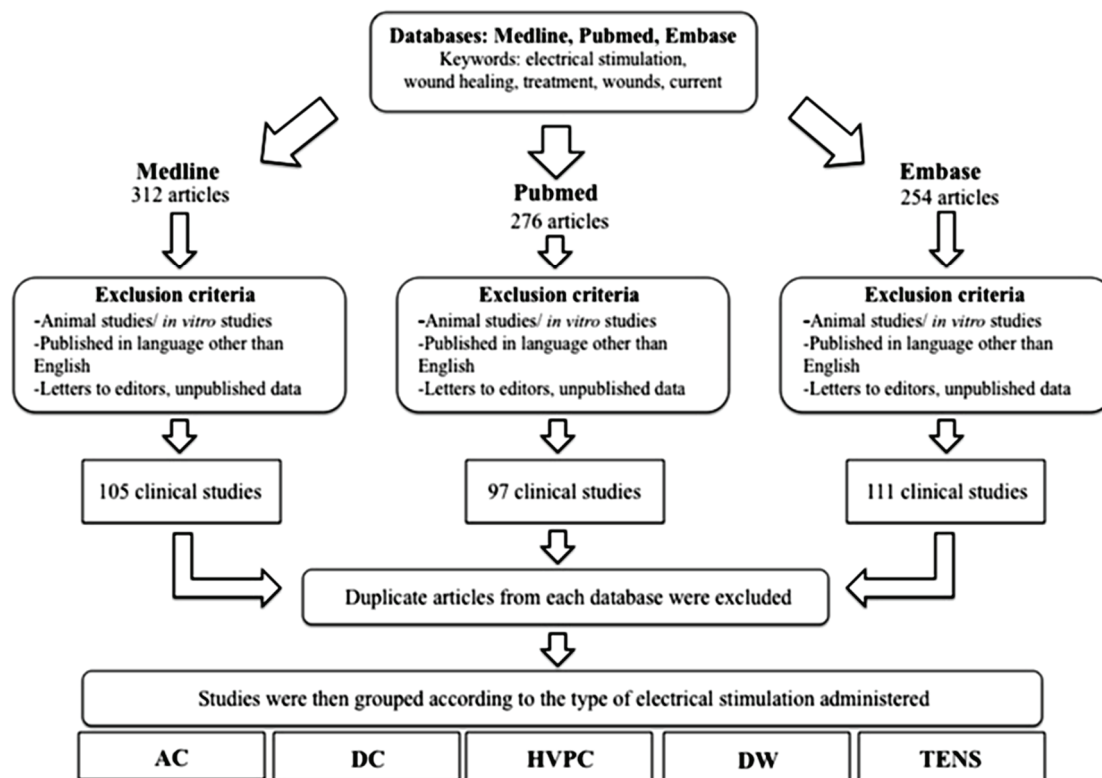 Databases: Medline, Pubmed, Embase
Keywords: electrical stimulation,
wound healing, treatment, wounds, current
Medline
312 articles
Pubmed
276 articles
Embase
254 articles
Exclusion criteria
-Animal studies/ in vitro studies
-Published in language other than
English
-Letters to editors, unpublished data
Exclusion criteria
-Animal studies/ in vitro studies
-Published in language other than
English
-Letters to editors, unpublished data
Exclusion criteria
-Animal studies/ in vitro studies
-Published in language other than
English
-Letters to editors, unpublished data
105 clinical studies
97 clinical studies
111 clinical studies
Duplicate articles from each database were excluded
Studies were then grouped according to the type of electrical stimulation administered
AC
DC
HVPC
DW
TENS